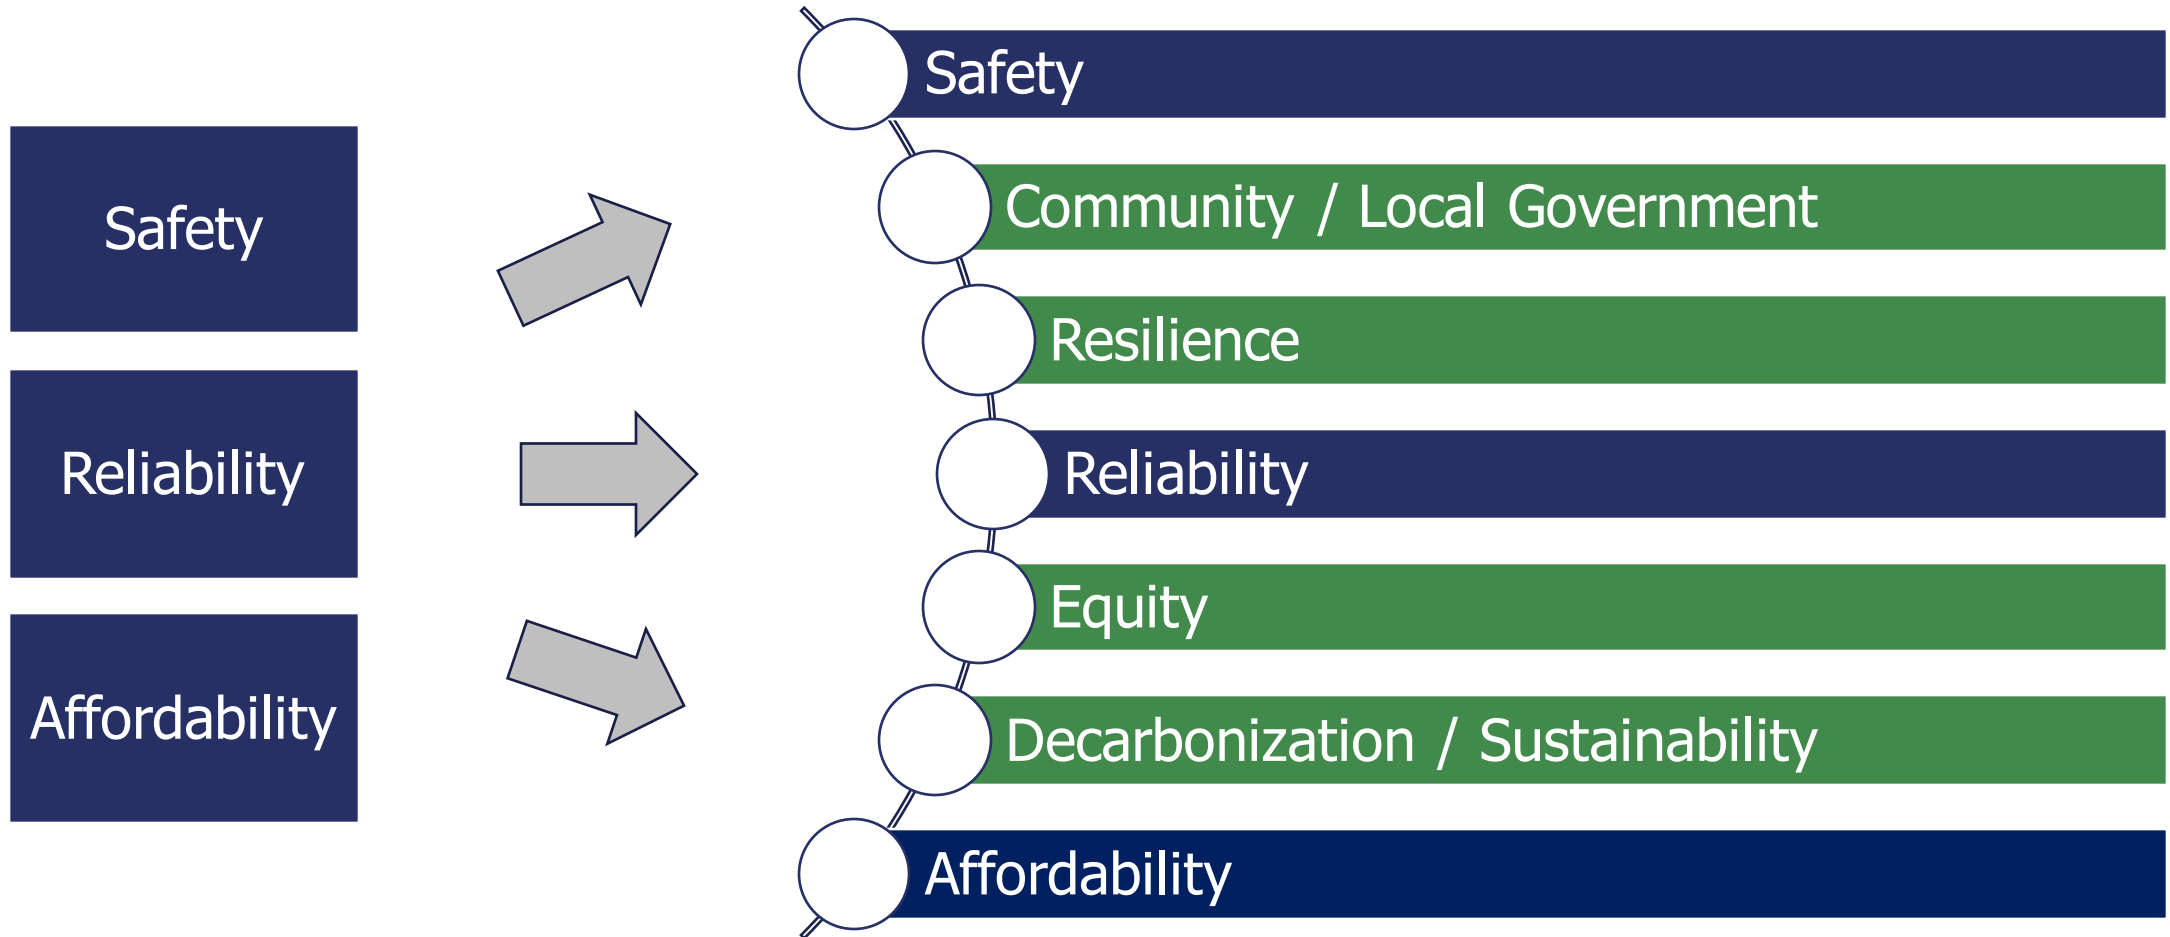 Safety
Reliability
Affordability
Safety
Community / Local Government
Resilience
Reliability
Equity
Decarbonization / Sustainability
Affordability